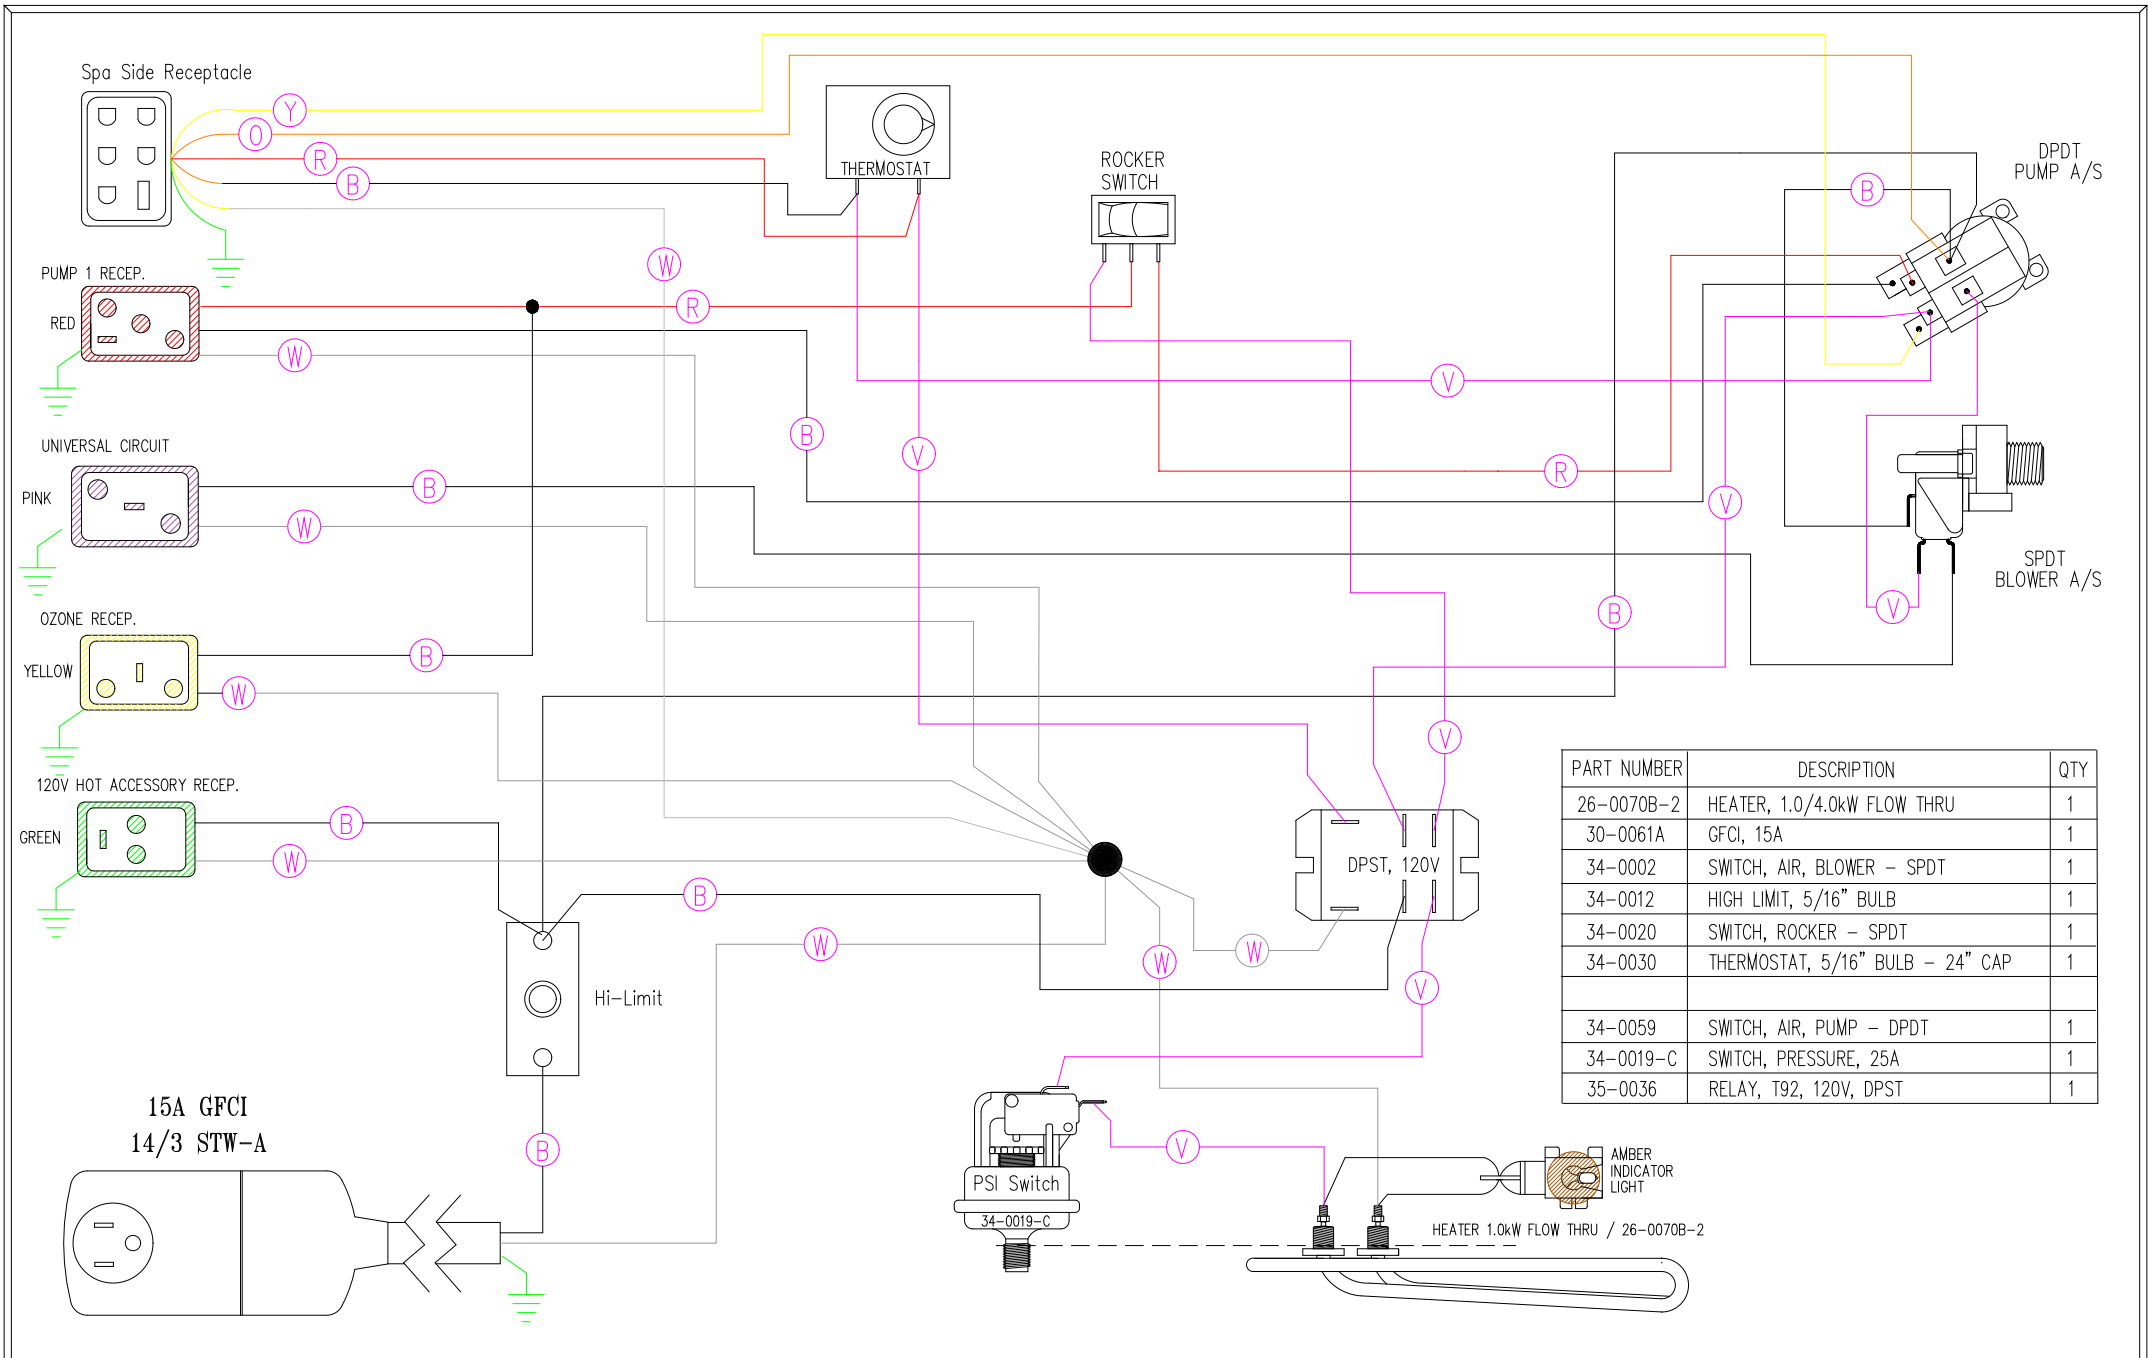 Spa Side Receptacle
Y
O
R
B
W
THERMOSTAT
ROCKER
SWITCH
DPDT
PUMP A/S
B
PUMP 1 RECEP.
RED
R
W
V
B
V
R
V
UNIVERSAL CIRCUIT
PINK
B
W
SPDT
BLOWER A/S
V
B
OZONE RECEP.
YELLOW
B
W
V
120V HOT ACCESSORY RECEP.
GREEN
B
W
B
W
DPST, 120V
W
W
V
Hi-Limit
PART NUMBER DESCRIPTION QTY
26-0070B-2 HEATER, 1.0/4.0kW FLOW THRU 1
30-0061A GFCI, 15A 1
34-0002 SWITCH, AIR, BLOWER - SPDT 1
34-0012 HIGH LIMIT, 5/16" BULB 1
34-0020 SWITCH, ROCKER - SPDT 1
34-0030 THERMOSTAT, 5/16" BULB - 24" CAP 1
34-0059 SWITCH, AIR, PUMP - DPDT 1
34-0019-C SWITCH, PRESSURE, 25A 1
35-0036 RELAY, T92, 120V, DPST 1
15A GFCI
14/3 STW-A
B
V
PSI Switch
34-0019-C
AMBER
INDICATOR
LIGHT
HEATER 1.0kW FLOW THRU / 26-0070B-2